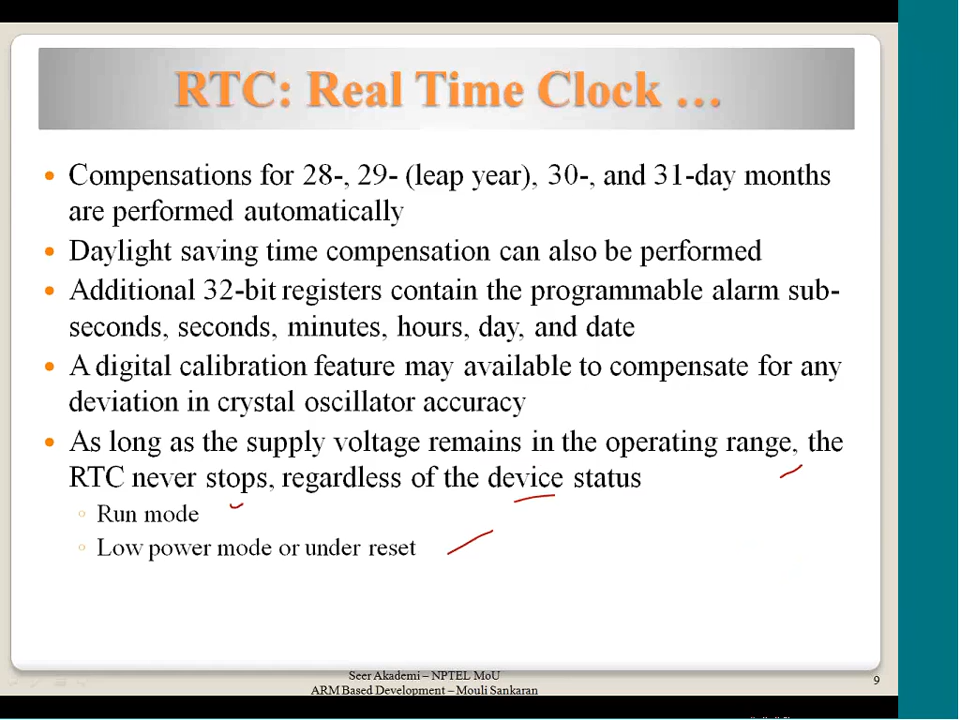 RTC: Real Time Clock ...
Compensations for 28-, 29- (leap year), 30-, and 31-day months
are performed automatically
Daylight saving time compensation can also be performed
Additional 32-bit registers contain the programmable alarm sub-
seconds, seconds, minutes, hours, day, and date
A digital calibration feature may available to compensate for any
deviation in crystal oscillator accuracy
As long as the supply voltage remains in the operating range, the
RTC never stops, regardless of the device status
Run mode
Low power mode or under reset
Seer Akademi – NPTEL MoU
ARM Based Development – Mouli Sankaran
9